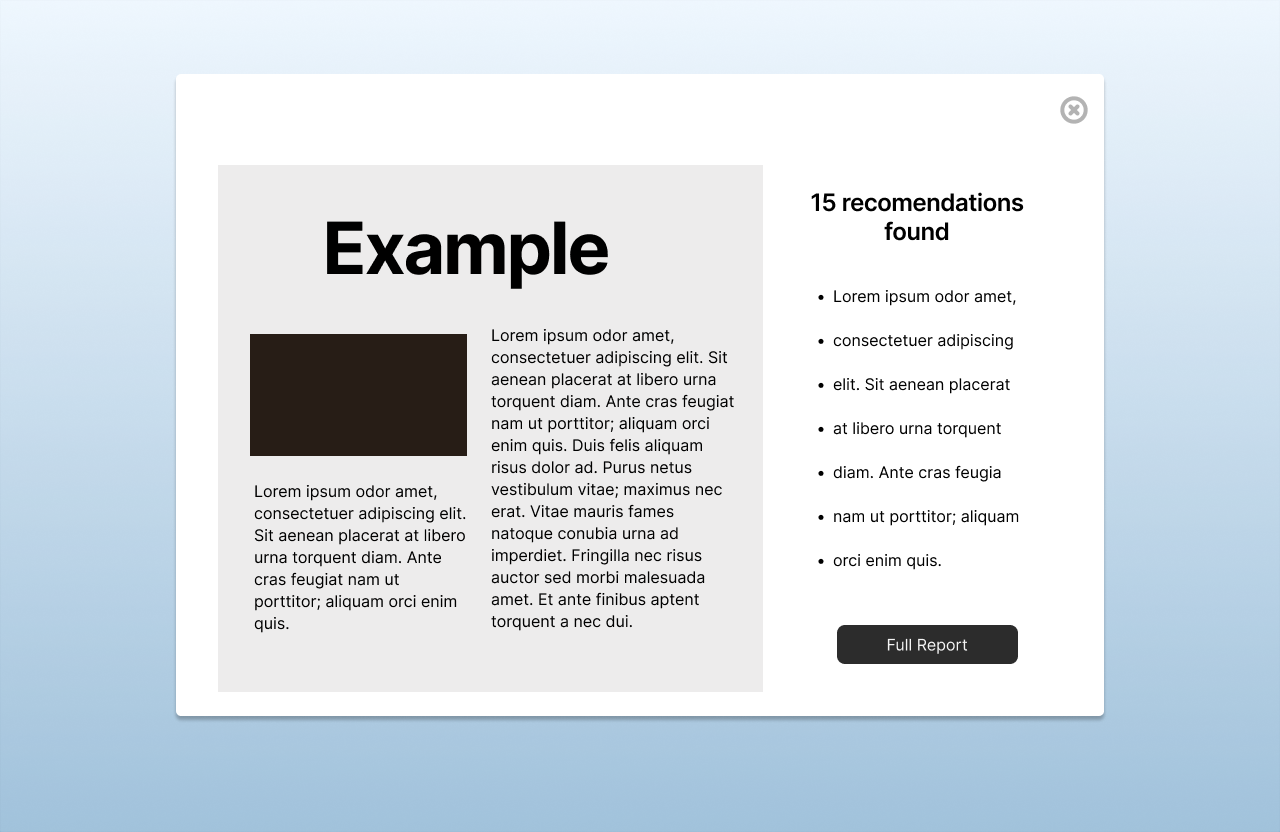 Example
Lorem ipsum odor amet,
consectetuer adipiscing elit.
Sit aenean placerat at libero
urna torquent diam. Ante
cras feugiat nam ut
porttitor; aliquam orci enim
quis.
Lorem ipsum odor amet,
consectetuer adipiscing elit. Sit
aenean placerat at libero urna
torquent diam. Ante cras feugiat
nam ut porttitor; aliquam orci
enim quis. Duis felis aliquam
risus dolor ad. Purus netus
vestibulum vitae; maximus nec
erat. Vitae mauris fames
natoque conubia urna ad
imperdiet. Fringilla nec risus
auctor sed morbi malesuada
amet. Et ante finibus aptent
torquent a nec dui.
15 recomendations
found
• Lorem ipsum odor amet,
• consectetuer adipiscing
• elit. Sit aenean placerat
• at libero urna torquent
• diam. Ante cras feugia
• nam ut porttitor; aliquam
• orci enim quis.
Full Report